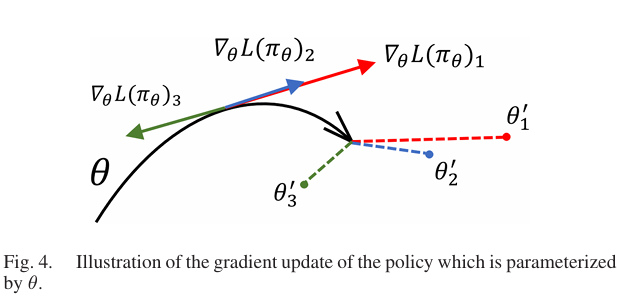 ∇θL(πθ)2
∇θL(πθ)1
∇θL(πθ)3
θ′1
θ
θ′2
θ′3
Fig. 4. Illustration of the gradient update of the policy which is parameterized
by θ.